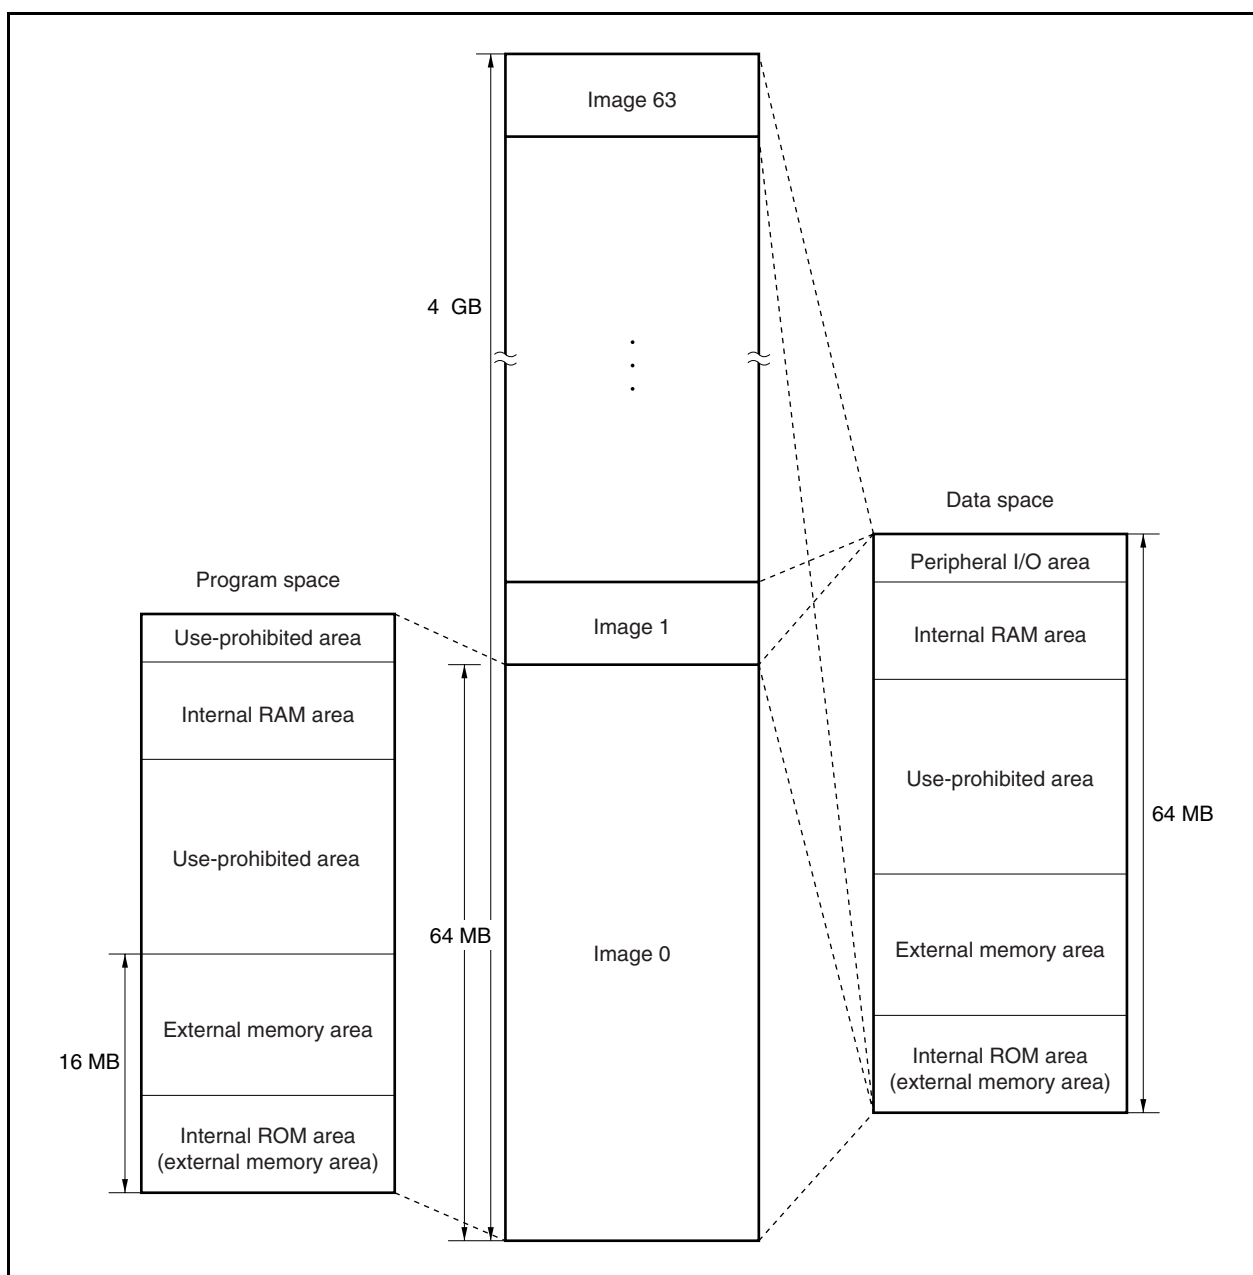 Image 63
4 GB
Data space
Peripheral I/O area
Program space
Use-prohibited area
Image 1
Internal RAM area
Internal RAM area
Use-prohibited area
64 MB
Use-prohibited area
64 MB
Image 0
External memory area
External memory area
16 MB
Internal ROM area
(external memory area)
Internal ROM area
(external memory area)